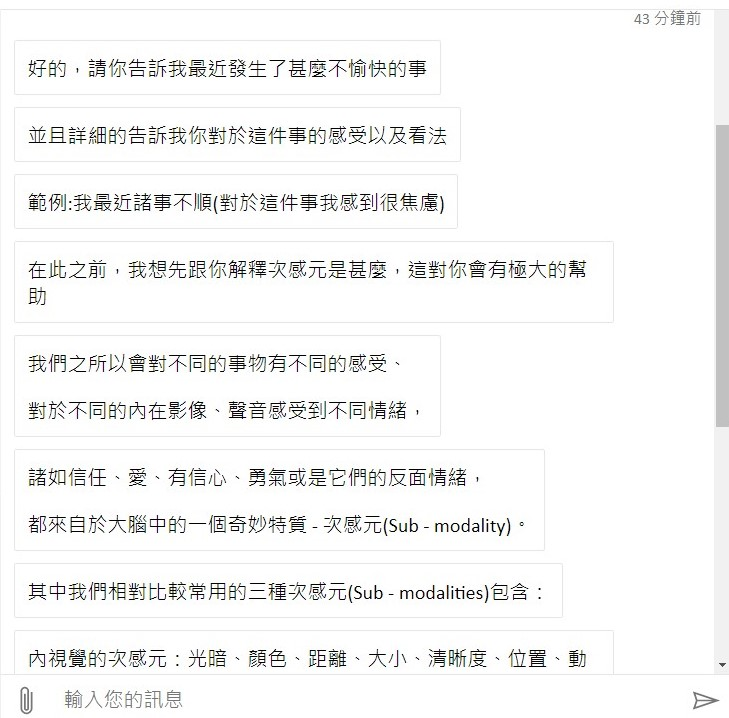 43 分鐘前
好的，請你告訴我最近發生了甚麼不愉快的事
並且詳細的告訴我你對於這件事的感受以及看法
範例:我最近諸事不順(對於這件事我感到很焦慮)
在此之前，我想先跟你解釋次感元是甚麼，這對你會有極大的幫
助
我們之所以會對不同的事物有不同的感受、
對於不同的內在影像、聲音感受到不同情緒，
諸如信任、愛、有信心、勇氣或是它們的反面情緒，
都來自於大腦中的一個奇妙特質 - 次感元(Sub - modality)。
其中我們相對比較常用的三種次感元(Sub - modalities)包含：
內視覺的次感元：光暗、顏色、距離、大小、清晰度、位置、動
輸入您的訊息